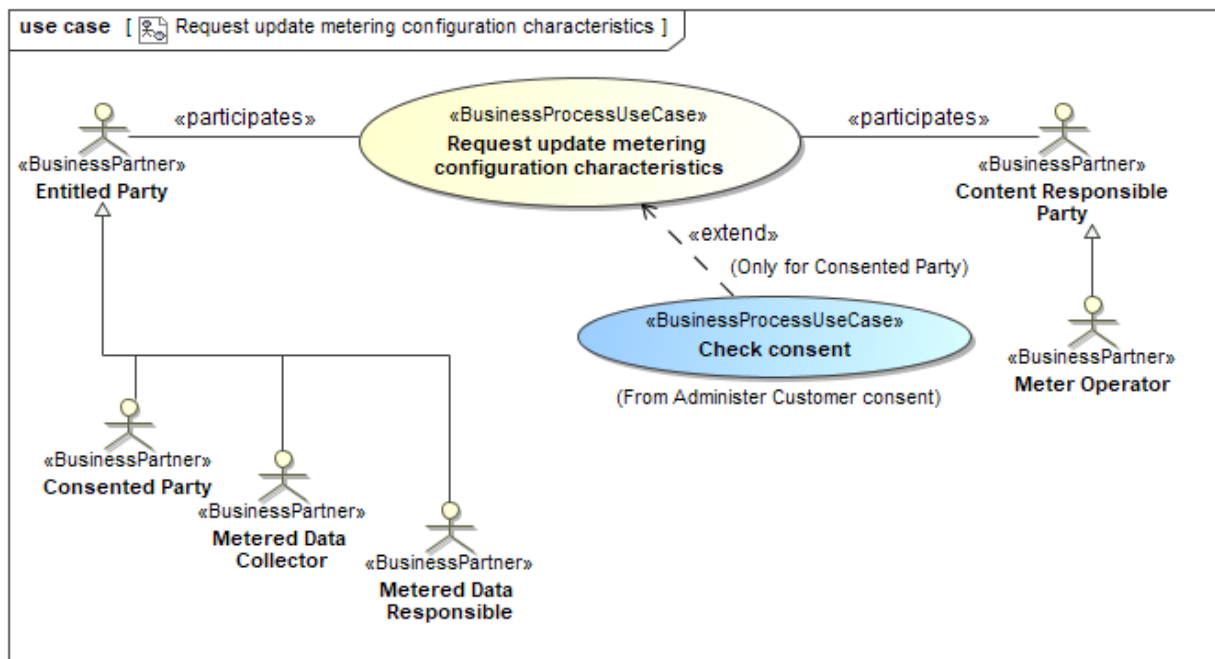 use case [ Request update metering configuration characteristics ]
«participates»
«BusinessProcessUseCase»
Request update metering
configuration characteristics
«participates»
«BusinessPartner»
Entitled Party
«BusinessPartner»
Content Responsible
Party
«extend»
(Only for Consented Party)
«BusinessProcessUseCase»
Check consent
(From Administer Customer consent)
«BusinessPartner»
Meter Operator
«BusinessPartner»
Consented Party
«BusinessPartner»
Metered Data
Collector
«BusinessPartner»
Metered Data
Responsible